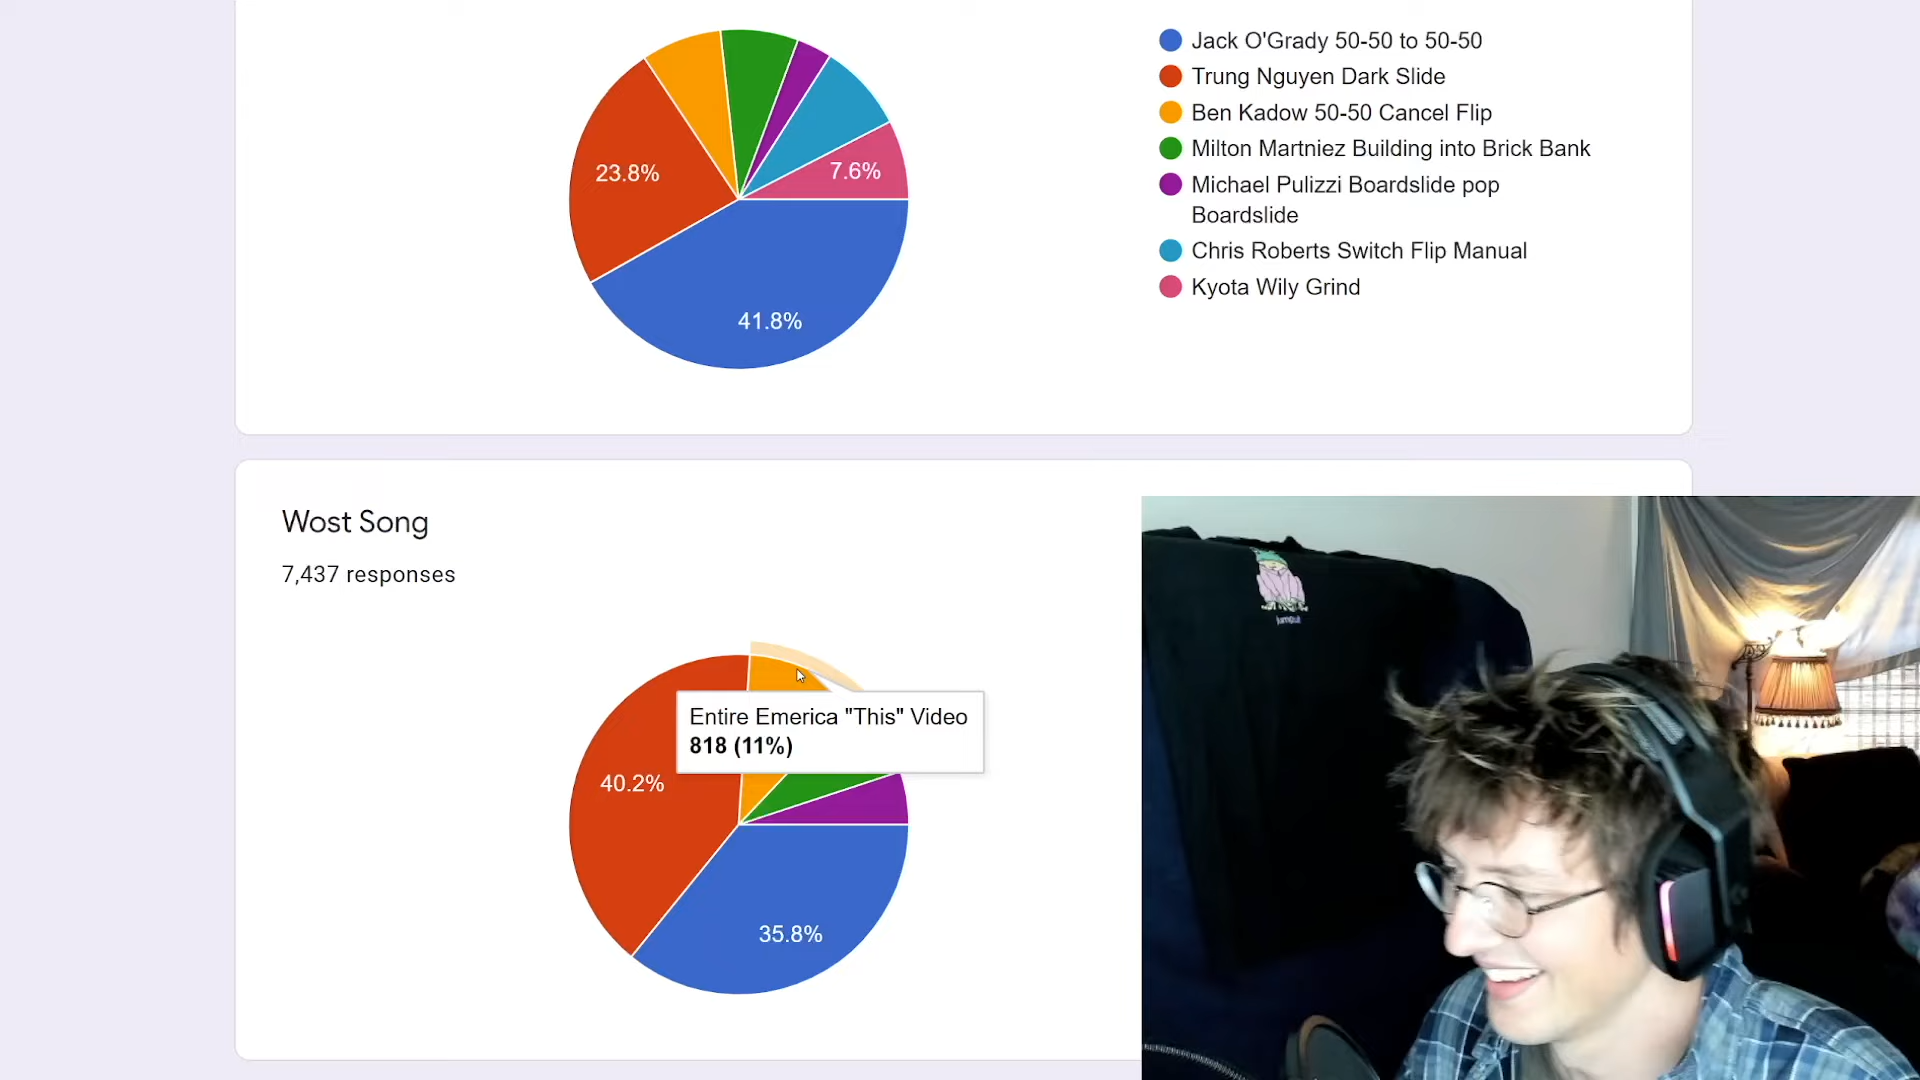 Jack O'Grady 50-50 to 50-50
Trung Nguyen Dark Slide
Ben Kadow 50-50 Cancel Flip
Milton Martniez Building into Brick Bank
Michael Pulizzi Boardslide pop
Boardslide
Chris Roberts Switch Flip Manual
Kyota Wily Grind
23.8%
7.6%
41.8%
Wost Song
7,437 responses
Entire Emerica "This" Video
818 (11%)
40.2%
35.8%